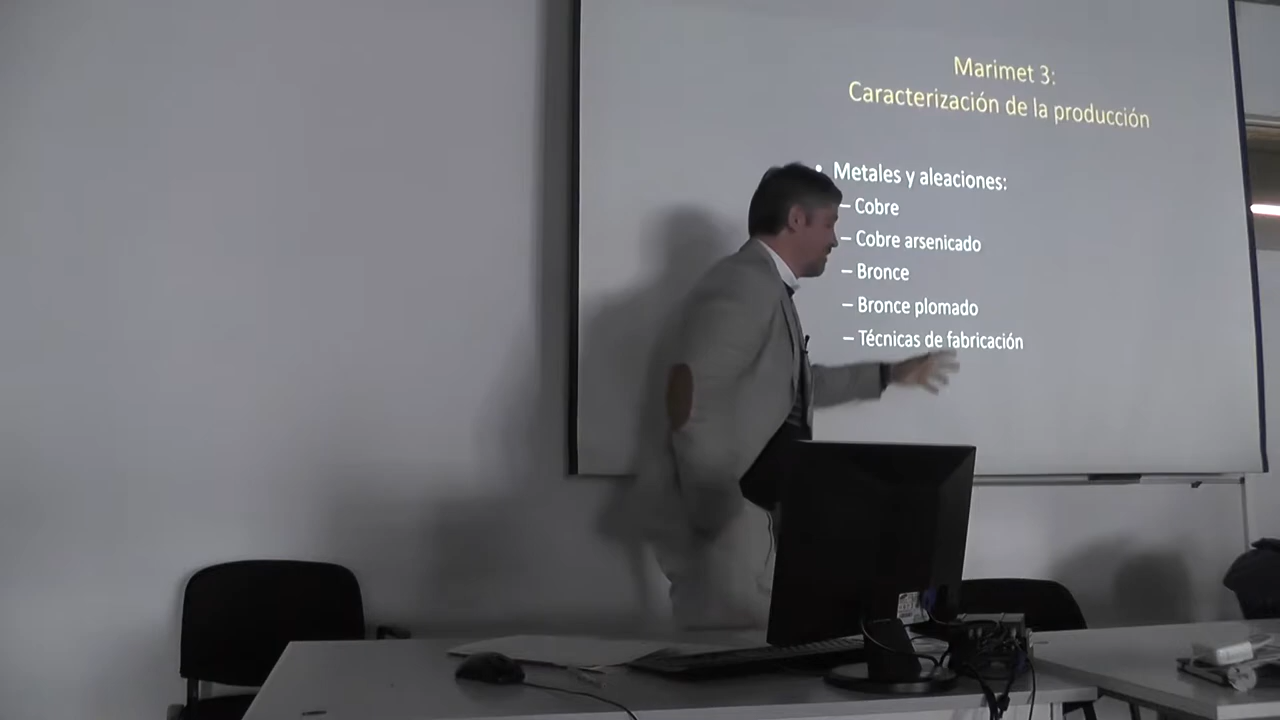 Marimet 3:
Caracterización de la producción
• Metales y aleaciones:
– Cobre
– Cobre arsenicado
– Bronce
– Bronce plomado
– Técnicas de fabricación